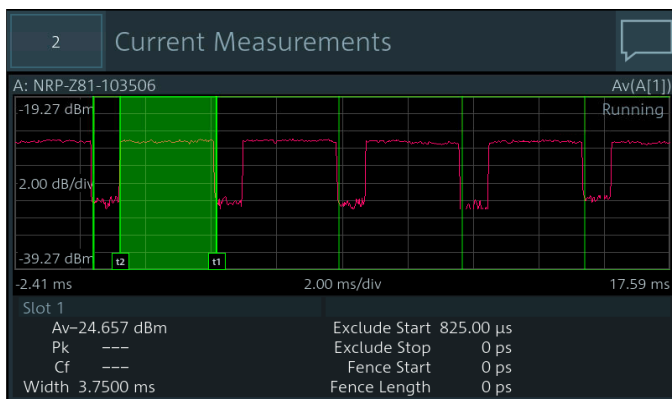 2 Current Measurements
A: NRP-Z81-103506 Av(A[1])
-19.27 dBm Running
2.00 dB/div
-39.27 dBm t2 t1
-2.41 ms 2.00 ms/div 17.59 ms
Slot 1
Av -24.657 dBm Exclude Start 825.00 µs
Pk --- Exclude Stop 0 ps
Cf --- Fence Start 0 ps
Width 3.7500 ms Fence Length 0 ps